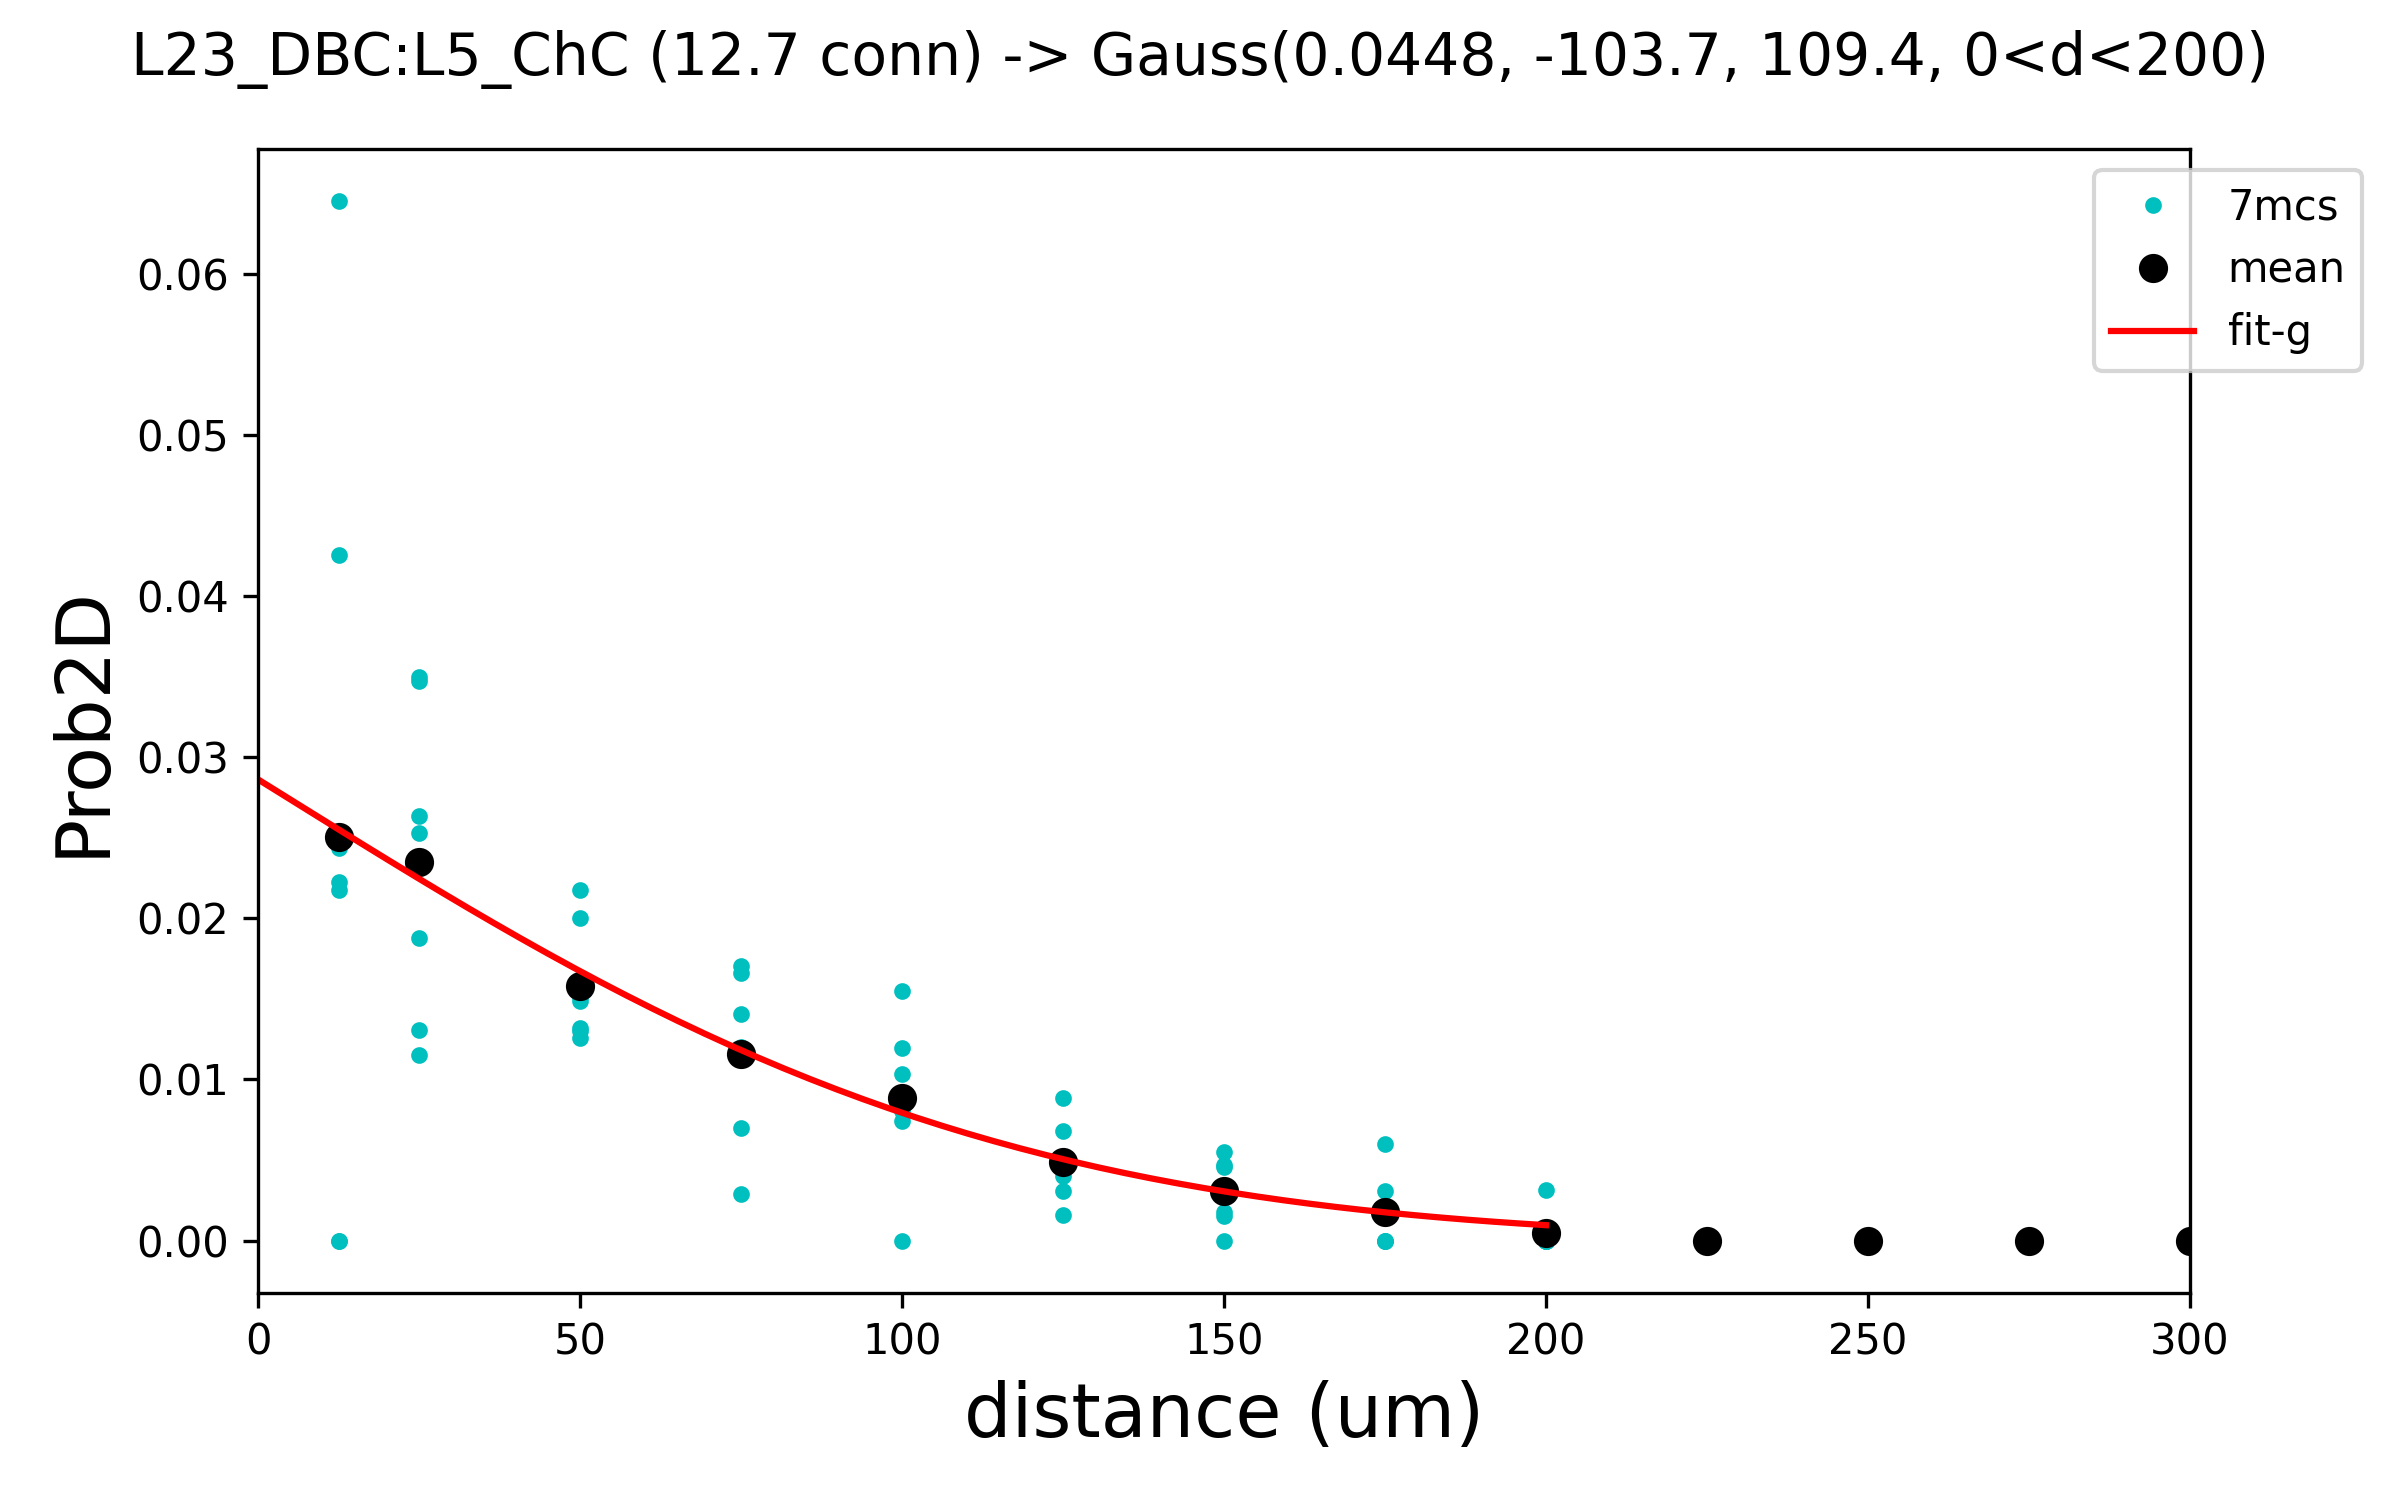 L23_DBC:L5_ChC (12.7 conn) -> Gauss(0.0448, -103.7, 109.4, 0<d<200)
7mcs
mean
fit-g
0.06
0.05
0.04
0.03
0.02
0.01
0.00
Prob2D
0 50 100 150 200 250 300
distance (um)